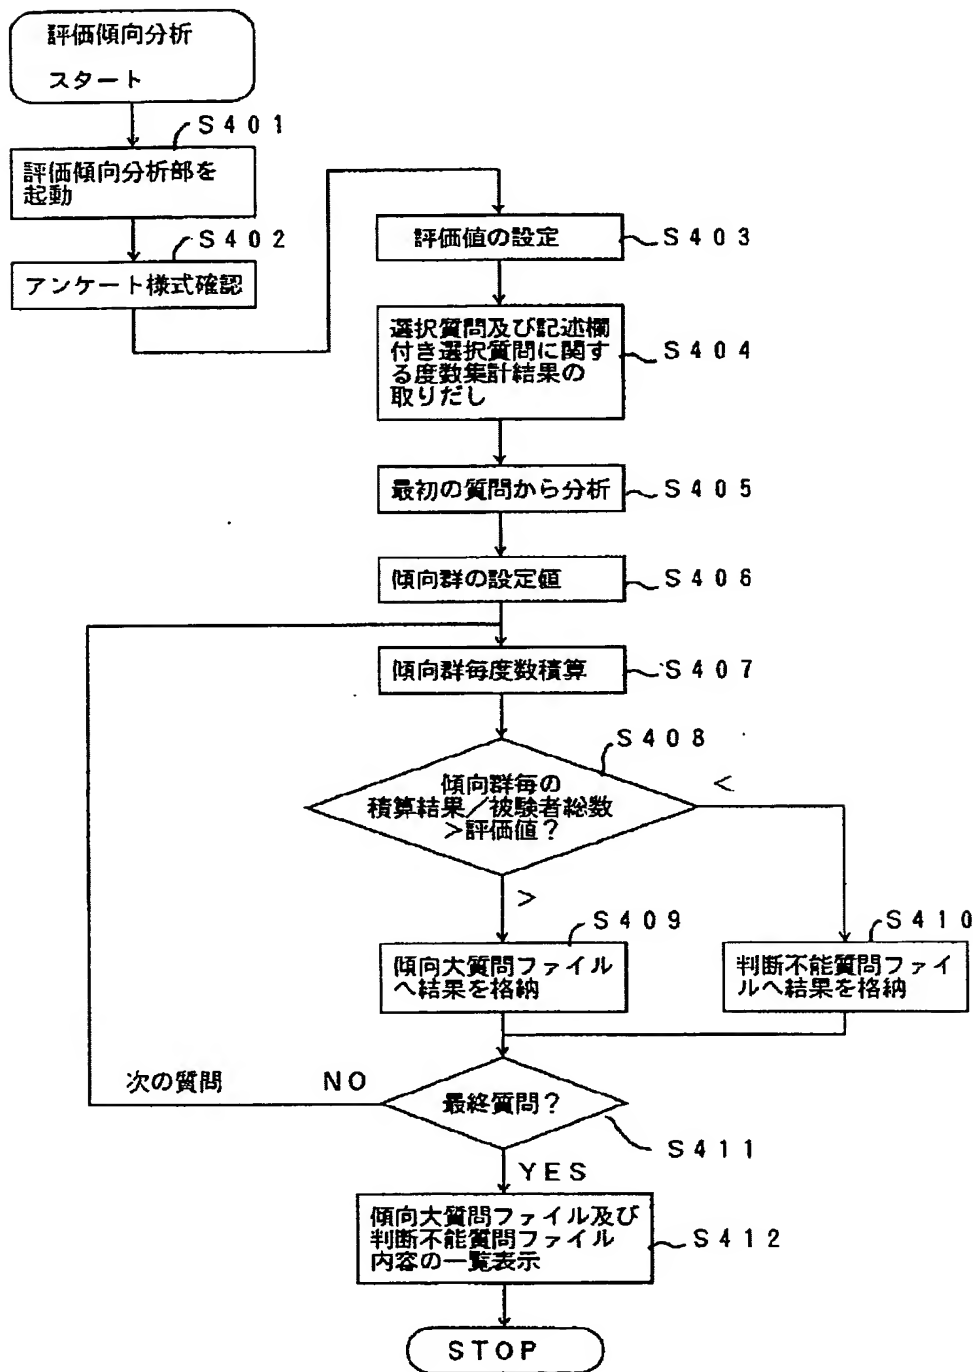 評価傾向分析
スタート
S401
評価傾向分析部を
起動
S402
アンケート様式確認
評価値の設定
S403
選択質問及び記述欄
付き選択質問に関す
る度数集計結果の
取りだし
S404
最初の質問から分析
S405
傾向群の設定値
S406
傾向群毎度数積算
S407
S408
傾向群毎の
積算結果／被験者総数
＞評価値？
＜
＞
S409
傾向大質問ファイル
へ結果を格納
S410
判断不能質問ファイ
ルへ結果を格納
次の質問
NO
最終質問？
S411
YES
傾向大質問ファイル及び
判断不能質問ファイル
内容の一覧表示
S412
STOP